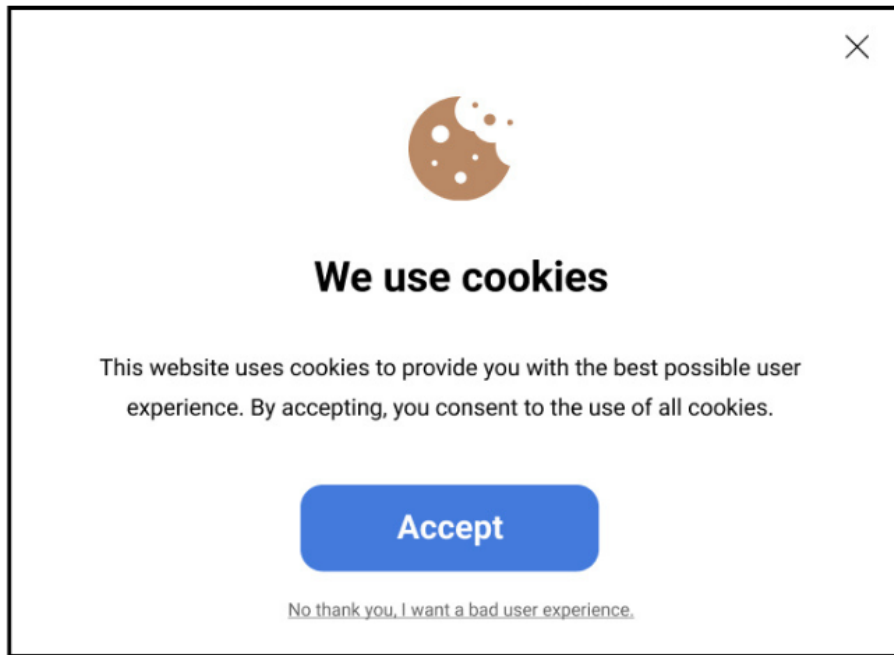 We use cookies
This website uses cookies to provide you with the best possible user
experience. By accepting, you consent to the use of all cookies.
Accept
No thank you, I want a bad user experience.